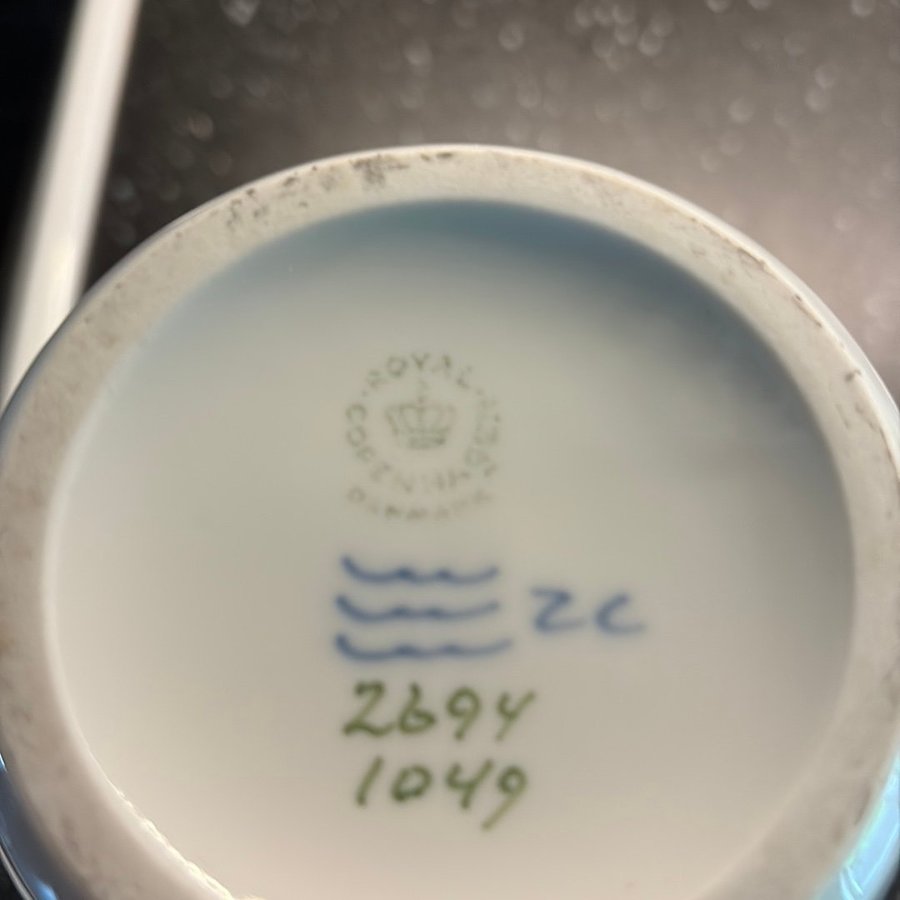 ROYAL
COPENHAGEN
DENMARK
ZC
2694
1049